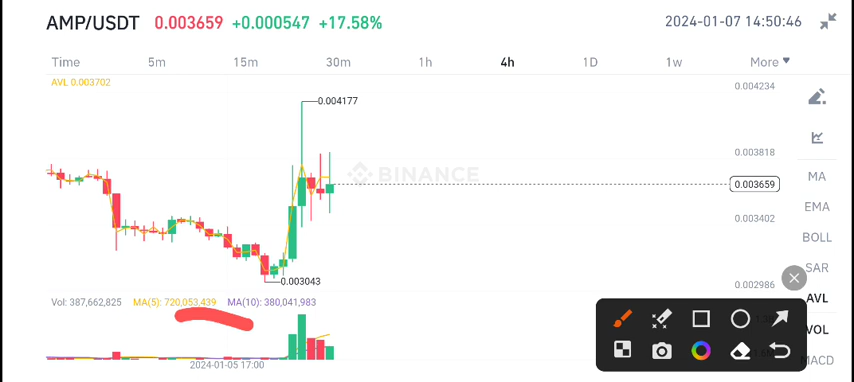 AMP/USDT 0.003659 +0.000547 +17.58% 2024-01-07 14:50:46
Time 5m 15m 30m 1h 4h 1D 1w More
AVL 0.003702
0.004234
0.004177
0.003818
BINANCE
MA
0.003659
EMA
0.003402
BOLL
SAR
0.003043
0.002986
AVL
Vol: 387,662,825 MA(5): 720,053,439 MA(10): 380,041,983
VOL
MACD
2024-01-05 17:00